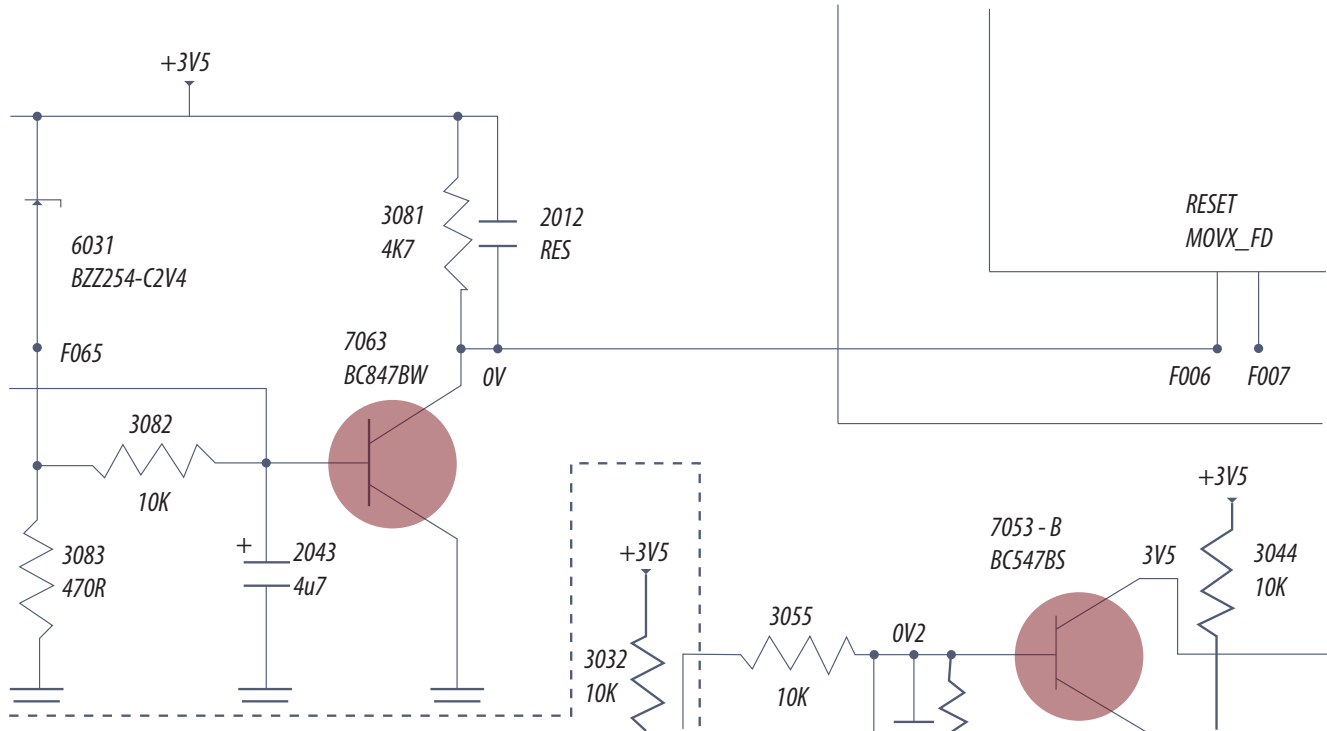 +3V5
6031
BZZ254-C2V4
F065
3081
4K7
2012
RES
7063
BC847BW
0V
RESET
MOVX_FD
F006
F007
3082
10K
3083
470R
+
2043
4u7
+3V5
3032
10K
3055
10K
0V2
7053 - B
BC547BS
3V5
+3V5
3044
10K